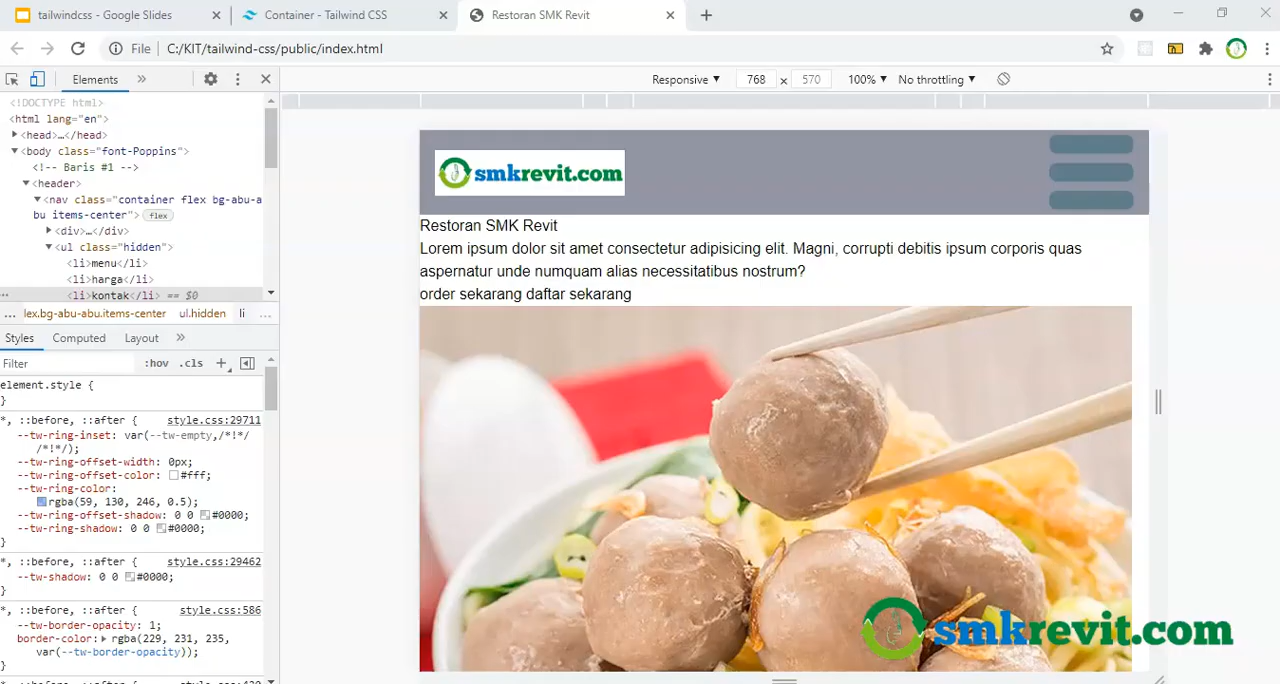 tailwindcss - Google Slides
Container - Tailwind CSS
Restoran SMK Revit
File
C:/KIT/tailwind-css/public/index.html
Elements
Responsive
768
×
570
100%
No throttling
<!DOCTYPE html>
<html lang="en">
<head>…</head>
<body class="font-Poppins">
<!-- Baris #1 -->
<header>
<nav class="container flex bg-abu-a
bu items-center">
flex
<div>…</div>
<ul class="hidden">
<li>menu</li>
<li>harga</li>
<li>kontak</li> == $0
... lex.bg-abu-abu.items-center ul.hidden li ...
Styles
Computed
Layout
Filter
:hov .cls
element.style {
}
*, ::before, ::after { style.css:29711
--tw-ring-inset: var(--tw-empty,/*!*/
/*!*/);
--tw-ring-offset-width: 0px;
--tw-ring-offset-color: #fff;
--tw-ring-color:
rgba(59, 130, 246, 0.5);
--tw-ring-offset-shadow: 0 0 #0000;
--tw-ring-shadow: 0 0 #0000;
}
*, ::before, ::after { style.css:29462
--tw-shadow: 0 0 #0000;
}
*, ::before, ::after { style.css:586
--tw-border-opacity: 1;
border-color: rgba(229, 231, 235,
var(--tw-border-opacity));
}
smkrevit.com
Restoran SMK Revit
Lorem ipsum dolor sit amet consectetur adipisicing elit. Magni, corrupti debitis ipsum corporis quas
aspernatur unde numquam alias necessitatibus nostrum?
order sekarang daftar sekarang
smkrevit.com